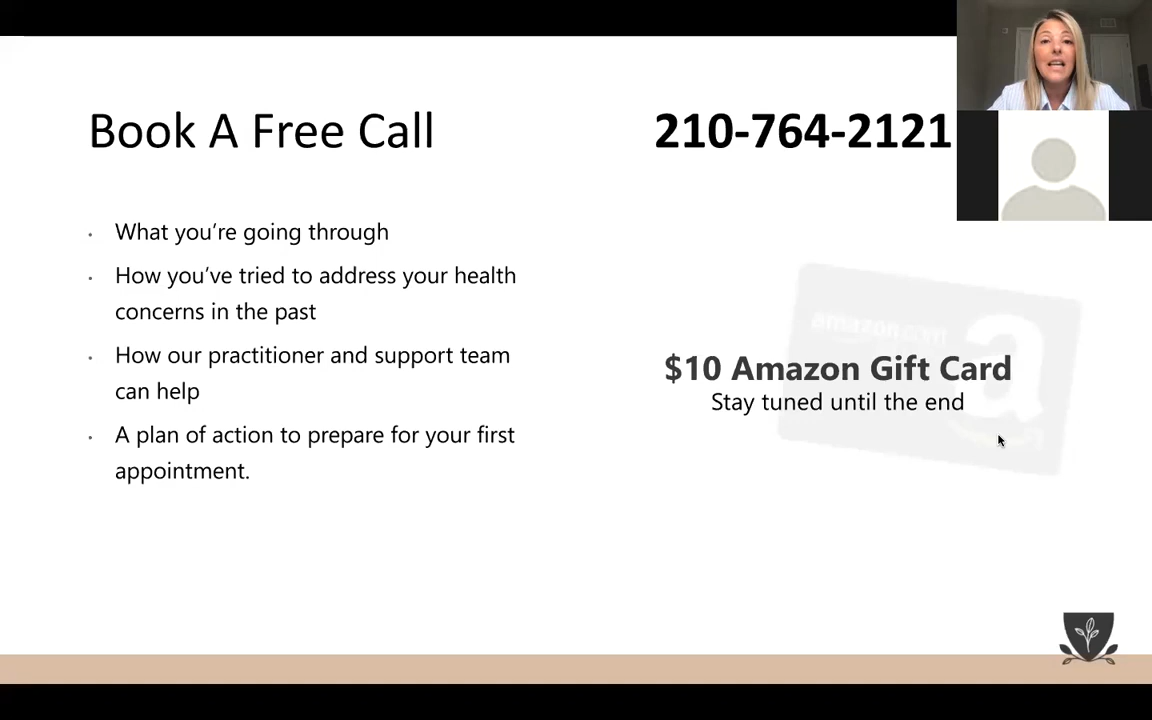 Book A Free Call
210-764-2121
What you’re going through
How you’ve tried to address your health
concerns in the past
How our practitioner and support team
can help
A plan of action to prepare for your first
appointment.
amazon.com
a
$10 Amazon Gift Card
Stay tuned until the end